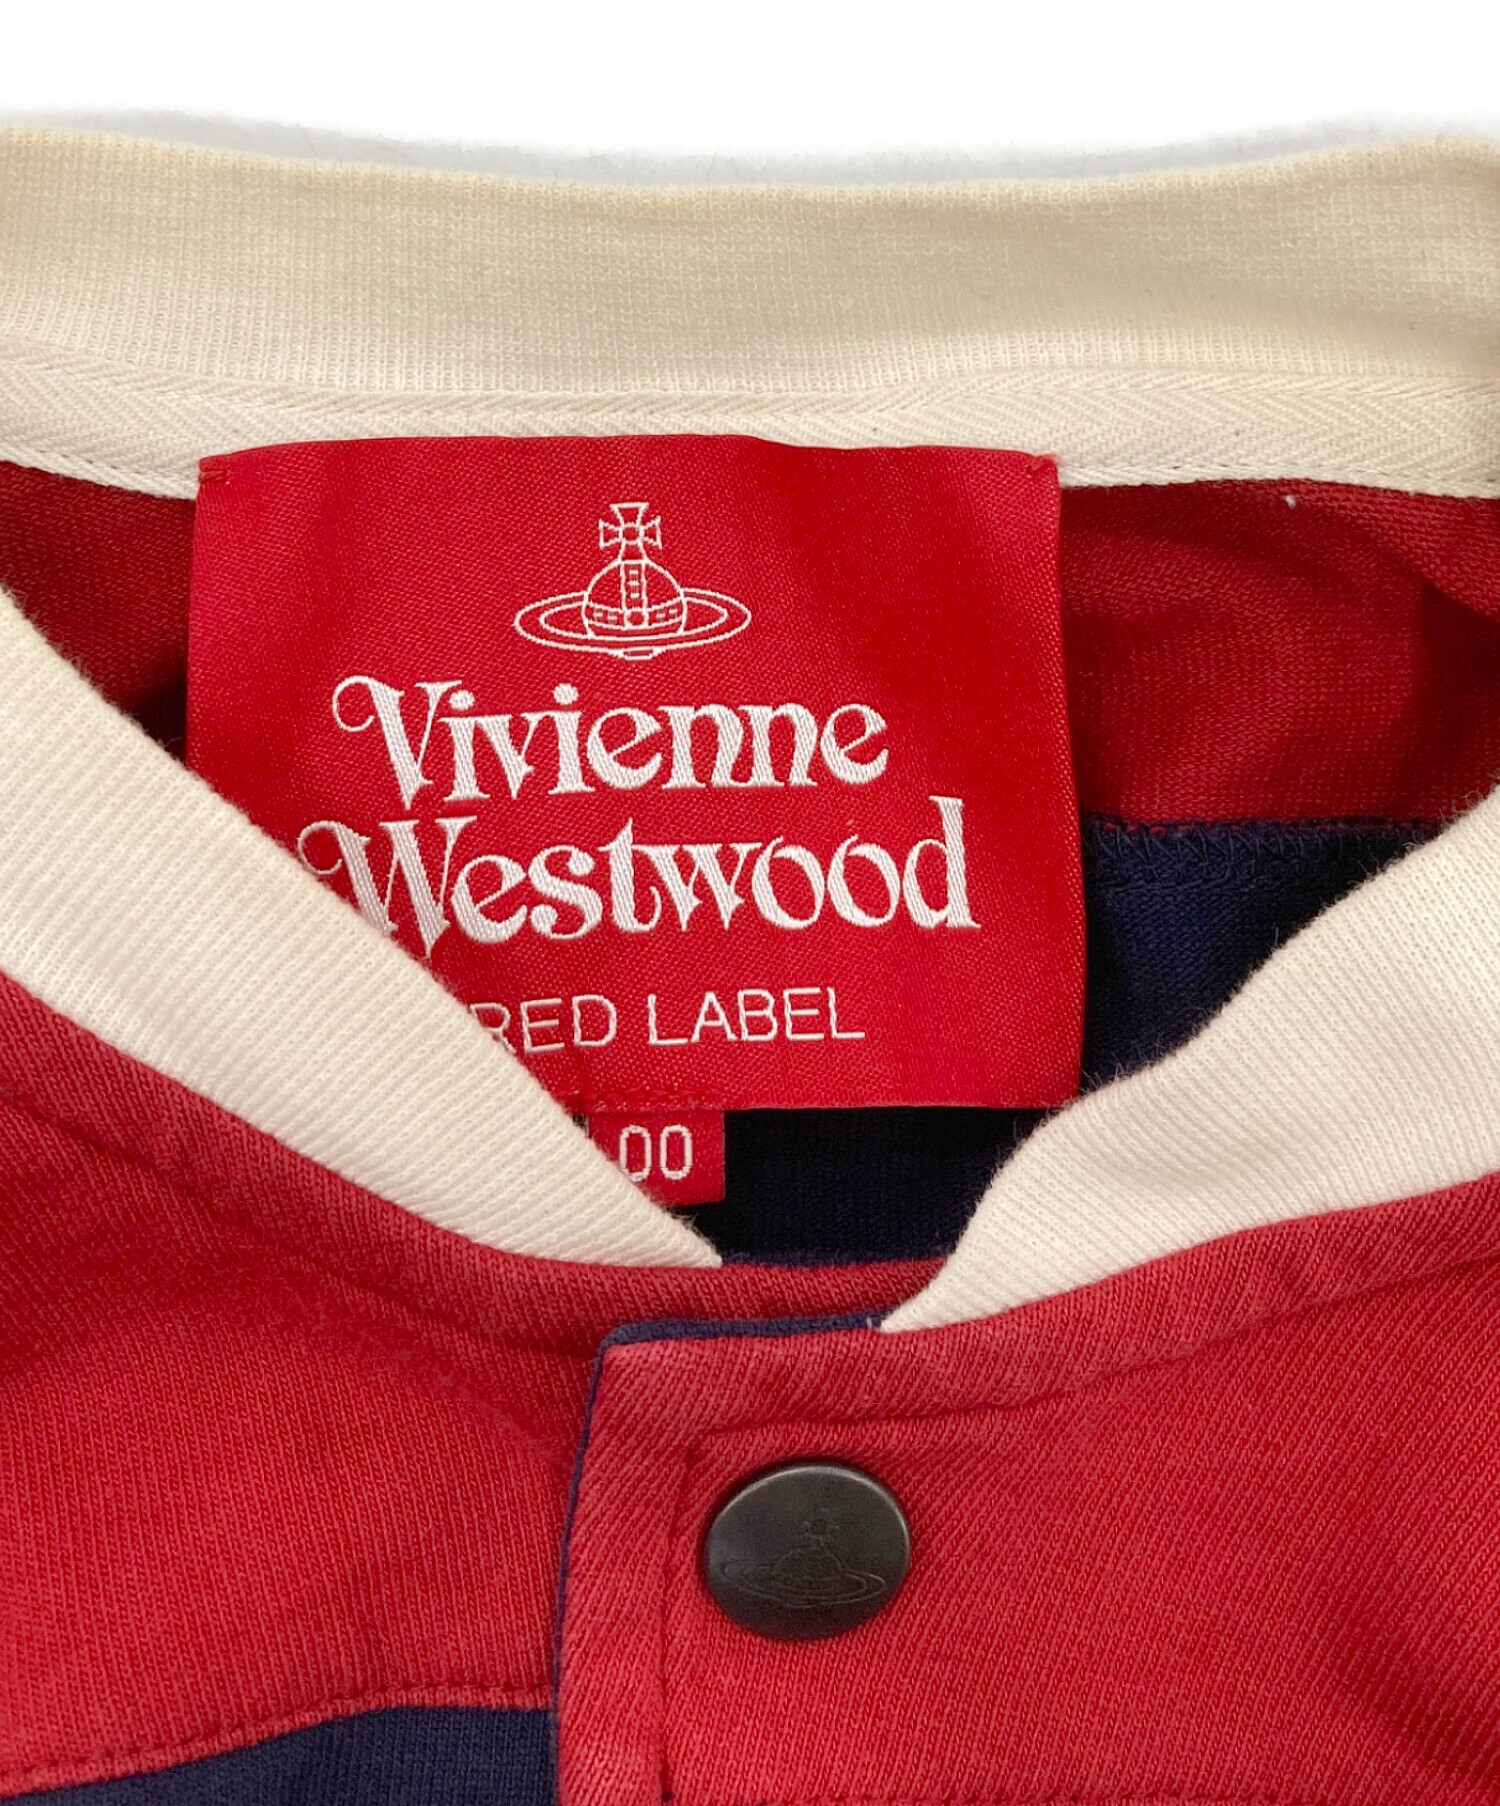 Vivienne
Westwood
RED LABEL
00